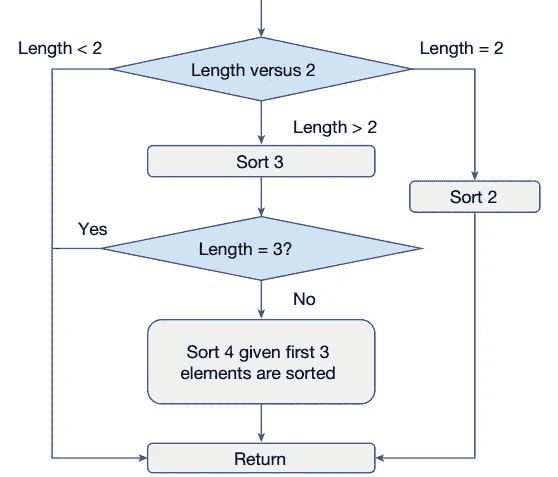 Length < 2
Length = 2
Length versus 2
Length > 2
Sort 3
Sort 2
Yes
Length = 3?
No
Sort 4 given first 3
elements are sorted
Return